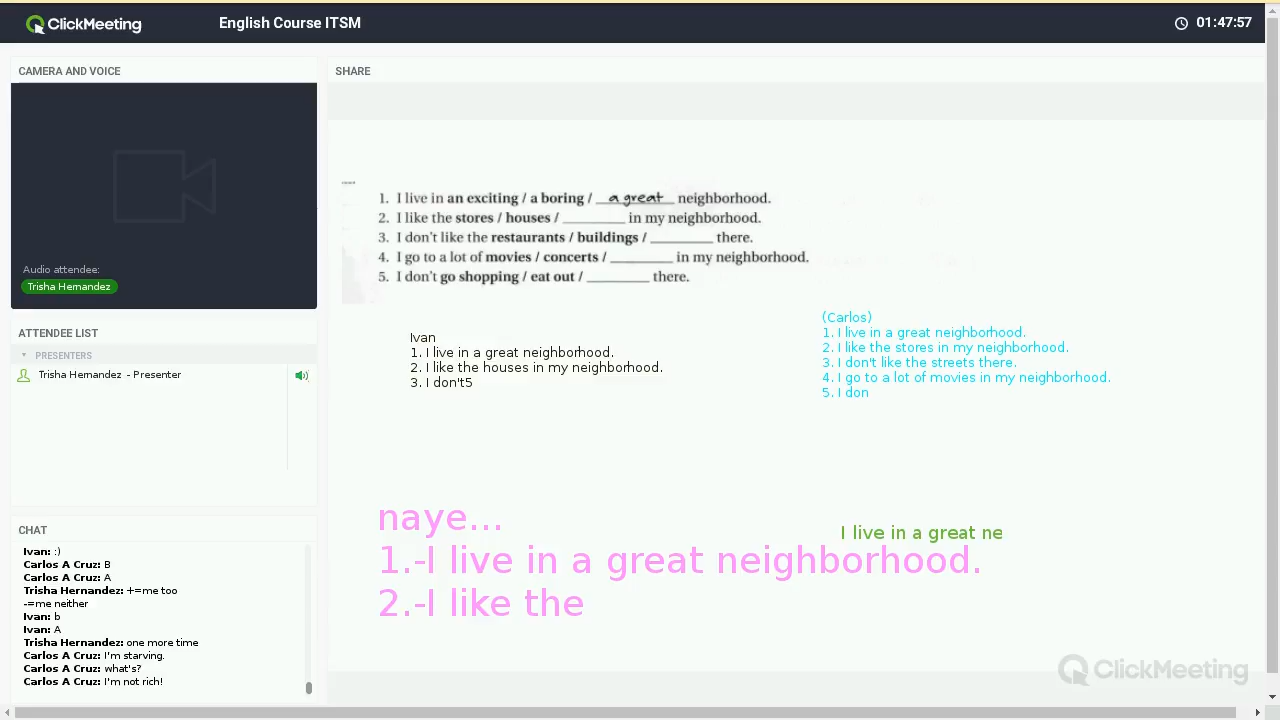 ClickMeeting
English Course ITSM
01:47:57
CAMERA AND VOICE
Audio attendee:
Trisha Hernandez
ATTENDEE LIST
PRESENTERS
Trisha Hernandez - Presenter
CHAT
Ivan: :)
Carlos A Cruz: B
Carlos A Cruz: A
Trisha Hernandez: +=me too
-=me neither
Ivan: b
Ivan: A
Trisha Hernandez: one more time
Carlos A Cruz: I'm starving.
Carlos A Cruz: what's?
Carlos A Cruz: I'm not rich!
SHARE
1. I live in an exciting / a boring / __a great__ neighborhood.
2. I like the stores / houses / ________ in my neighborhood.
3. I don't like the restaurants / buildings / ________ there.
4. I go to a lot of movies / concerts / ________ in my neighborhood.
5. I don't go shopping / eat out / ________ there.
Ivan
1. I live in a great neighborhood.
2. I like the houses in my neighborhood.
3. I don't5
(Carlos)
1. I live in a great neighborhood.
2. I like the stores in my neighborhood.
3. I don't like the streets there.
4. I go to a lot of movies in my neighborhood.
5. I don
naye...
1.-I live in a great neighborhood.
2.-I like the
I live in a great ne
ClickMeeting